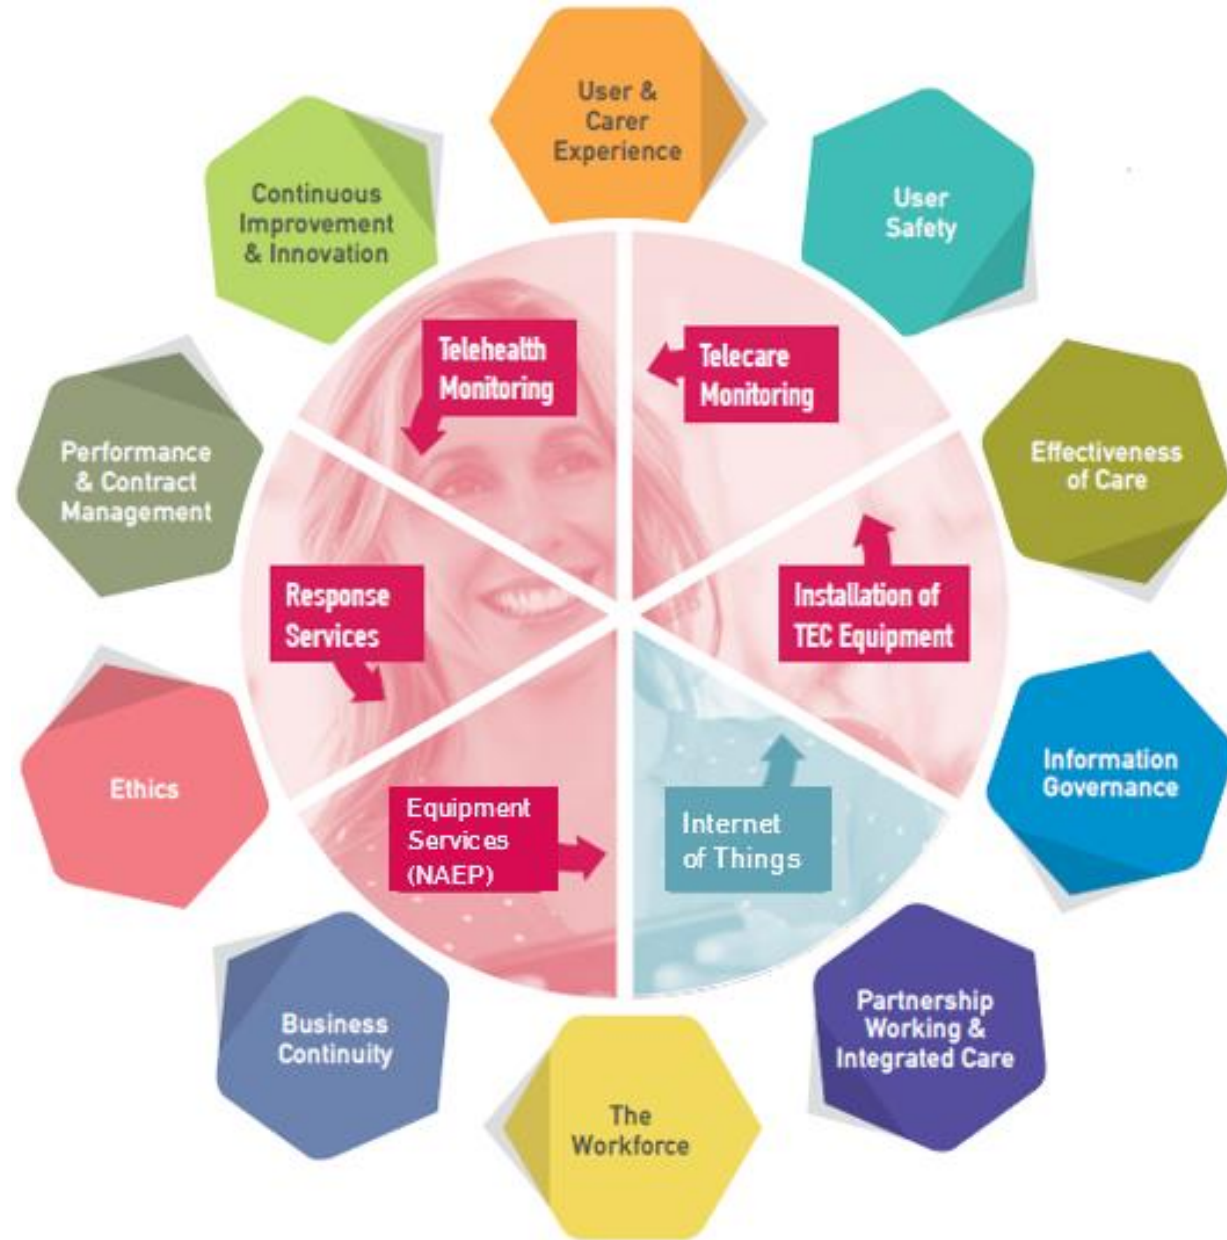 User &
Carer
Experience
User
Safety
Effectiveness
of Care
Information
Governance
Partnership
Working &
Integrated Care
The
Workforce
Business
Continuity
Ethics
Performance
& Contract
Management
Continuous
Improvement
& Innovation
Telehealth
Monitoring
Telecare
Monitoring
Installation of
TEC Equipment
Internet
of Things
Equipment
Services
(NAEP)
Response
Services